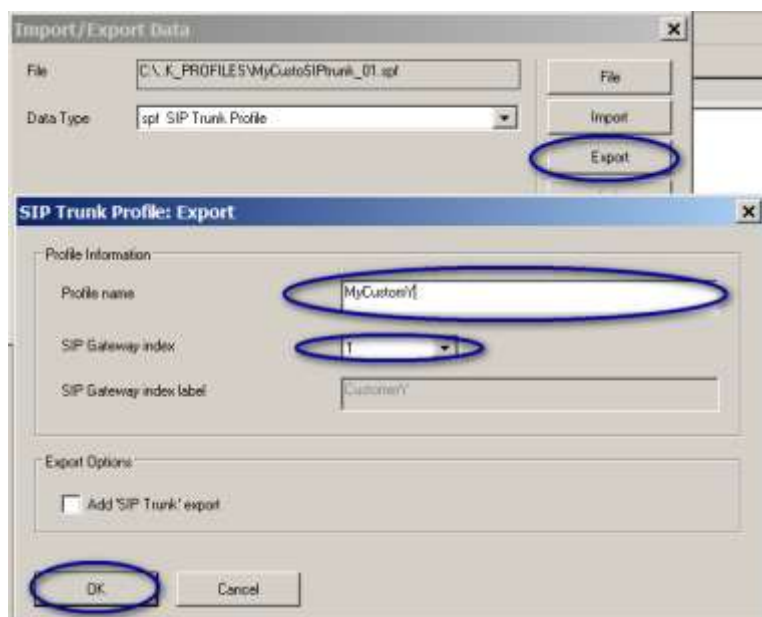 Import/Export Data
File
C:\..K_PROFILES\MyCustoSIPtrunk_01.spf
File
Data Type
spf SIP Trunk Profile
Import
Export
SIP Trunk Profile: Export
Profile Information
Profile name
MyCustomY
SIP Gateway index
1
SIP Gateway index label
CustomerY
Export Options
Add 'SIP Trunk' export
OK
Cancel